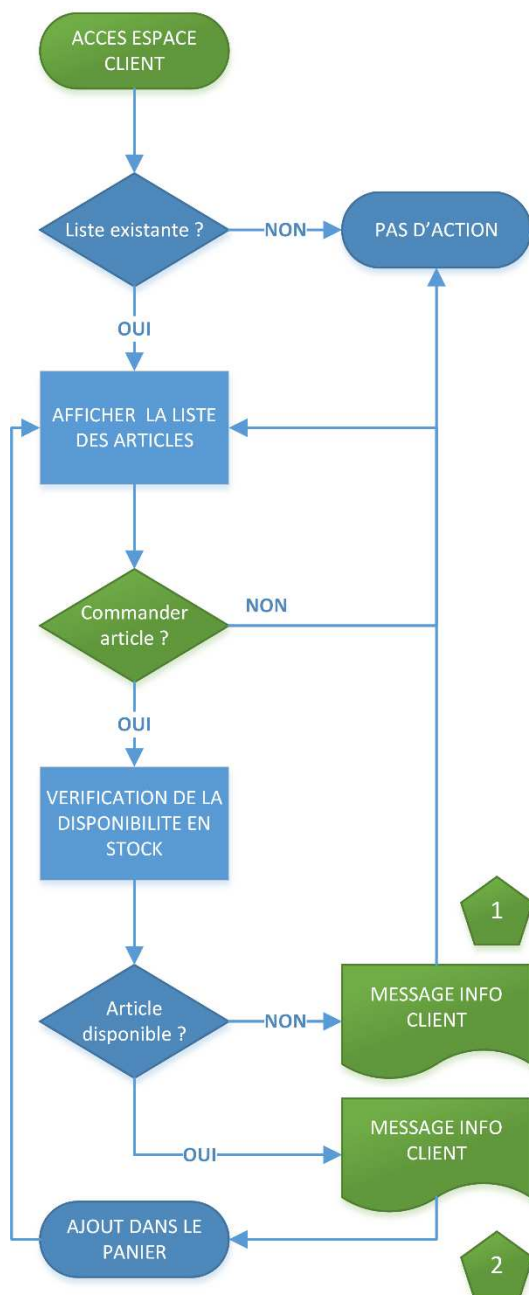 ACCES ESPACE
CLIENT
Liste existante ?
NON
PAS D'ACTION
OUI
AFFICHER LA LISTE
DES ARTICLES
Commander
article ?
NON
OUI
VERIFICATION DE LA
DISPONIBILITE EN
STOCK
1
Article
disponible ?
NON
MESSAGE INFO
CLIENT
OUI
MESSAGE INFO
CLIENT
AJOUT DANS LE
PANIER
2